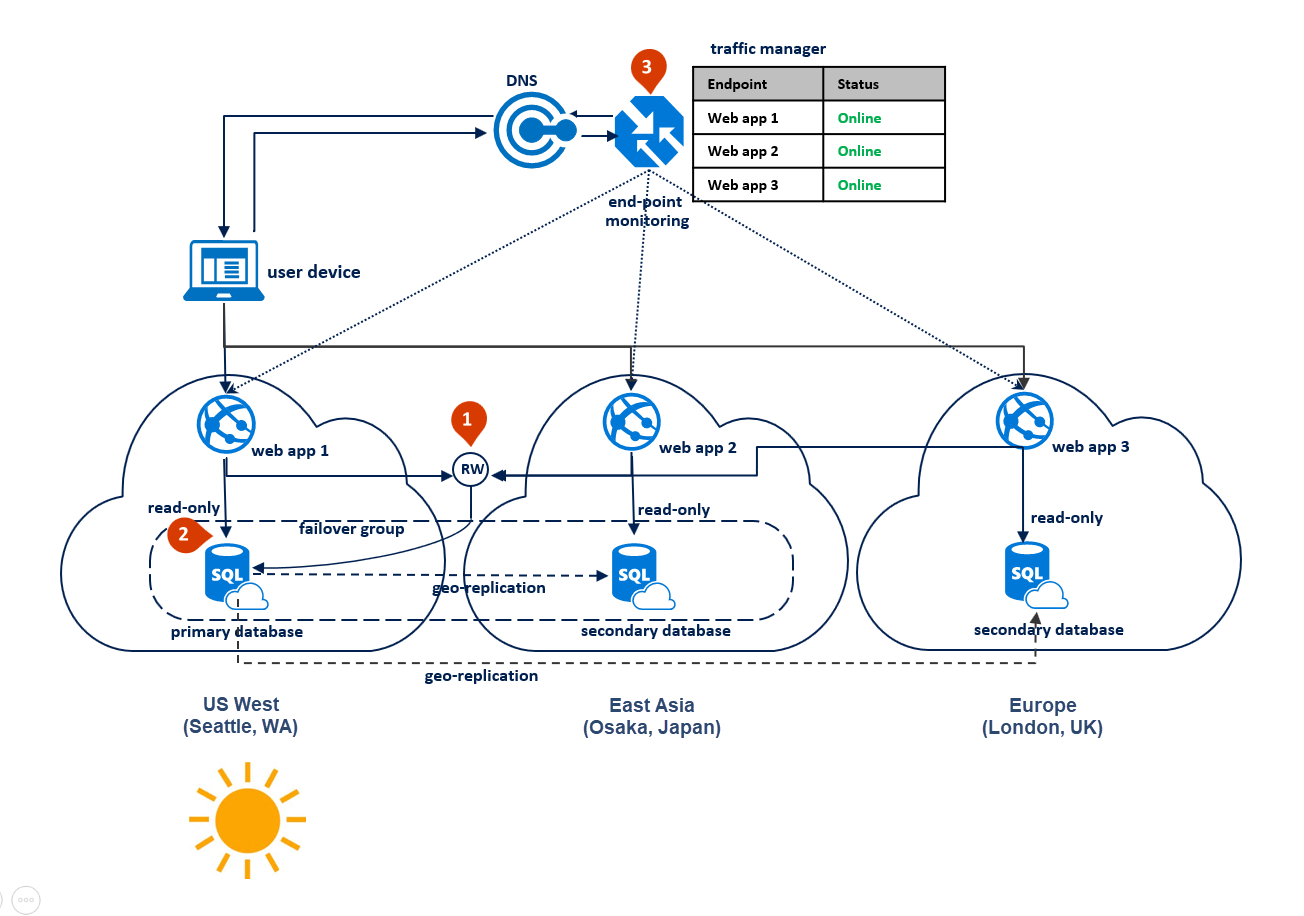 traffic manager
3
DNS
Endpoint Status
Web app 1 Online
Web app 2 Online
Web app 3 Online
end-point
monitoring
user device
1
web app 1
RW
web app 2
web app 3
read-only
read-only
read-only
2
failover group
SQL
SQL
SQL
geo-replication
primary database
secondary database
secondary database
geo-replication
US West
(Seattle, WA)
East Asia
(Osaka, Japan)
Europe
(London, UK)